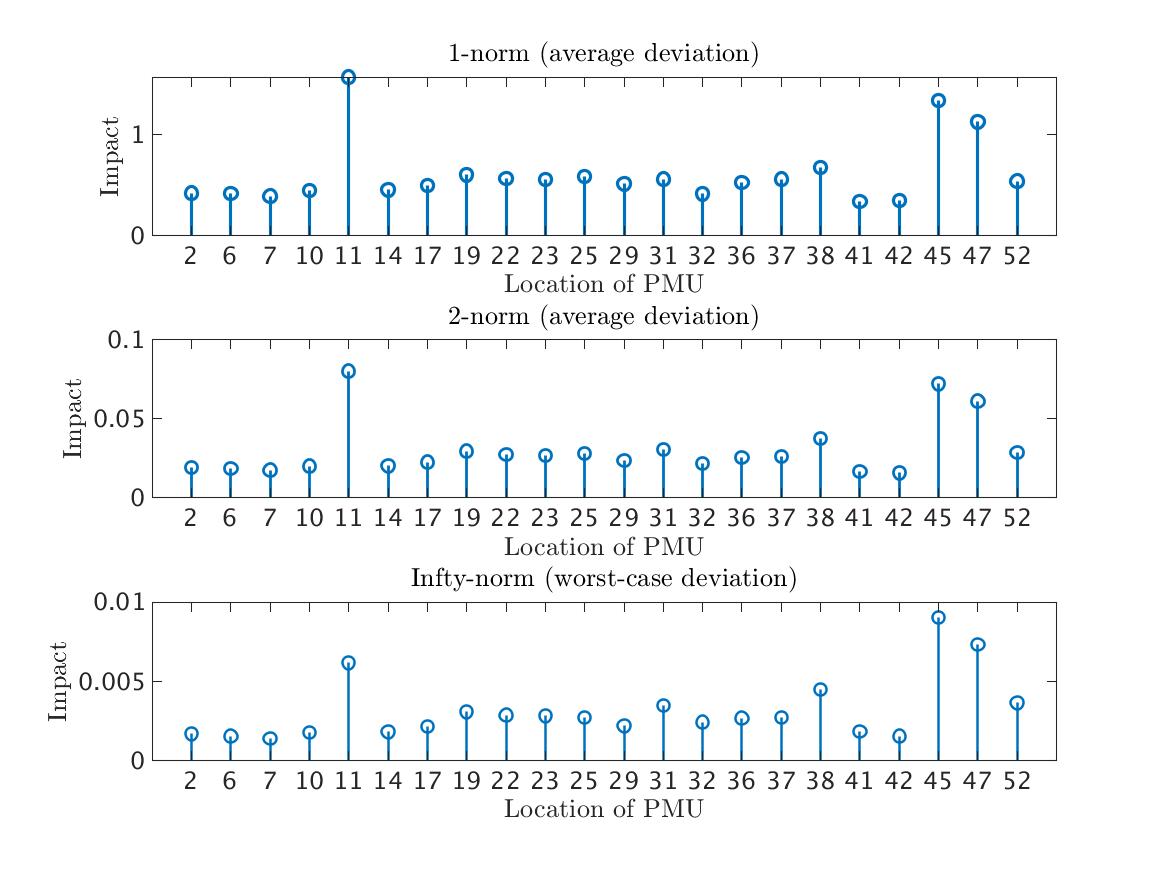 1-norm (average deviation)
Impact
1
0
2 6 7 10 11 14 17 19 22 23 25 29 31 32 36 37 38 41 42 45 47 52
Location of PMU
2-norm (average deviation)
Impact
0.1
0.05
0
2 6 7 10 11 14 17 19 22 23 25 29 31 32 36 37 38 41 42 45 47 52
Location of PMU
Infty-norm (worst-case deviation)
Impact
0.01
0.005
0
2 6 7 10 11 14 17 19 22 23 25 29 31 32 36 37 38 41 42 45 47 52
Location of PMU